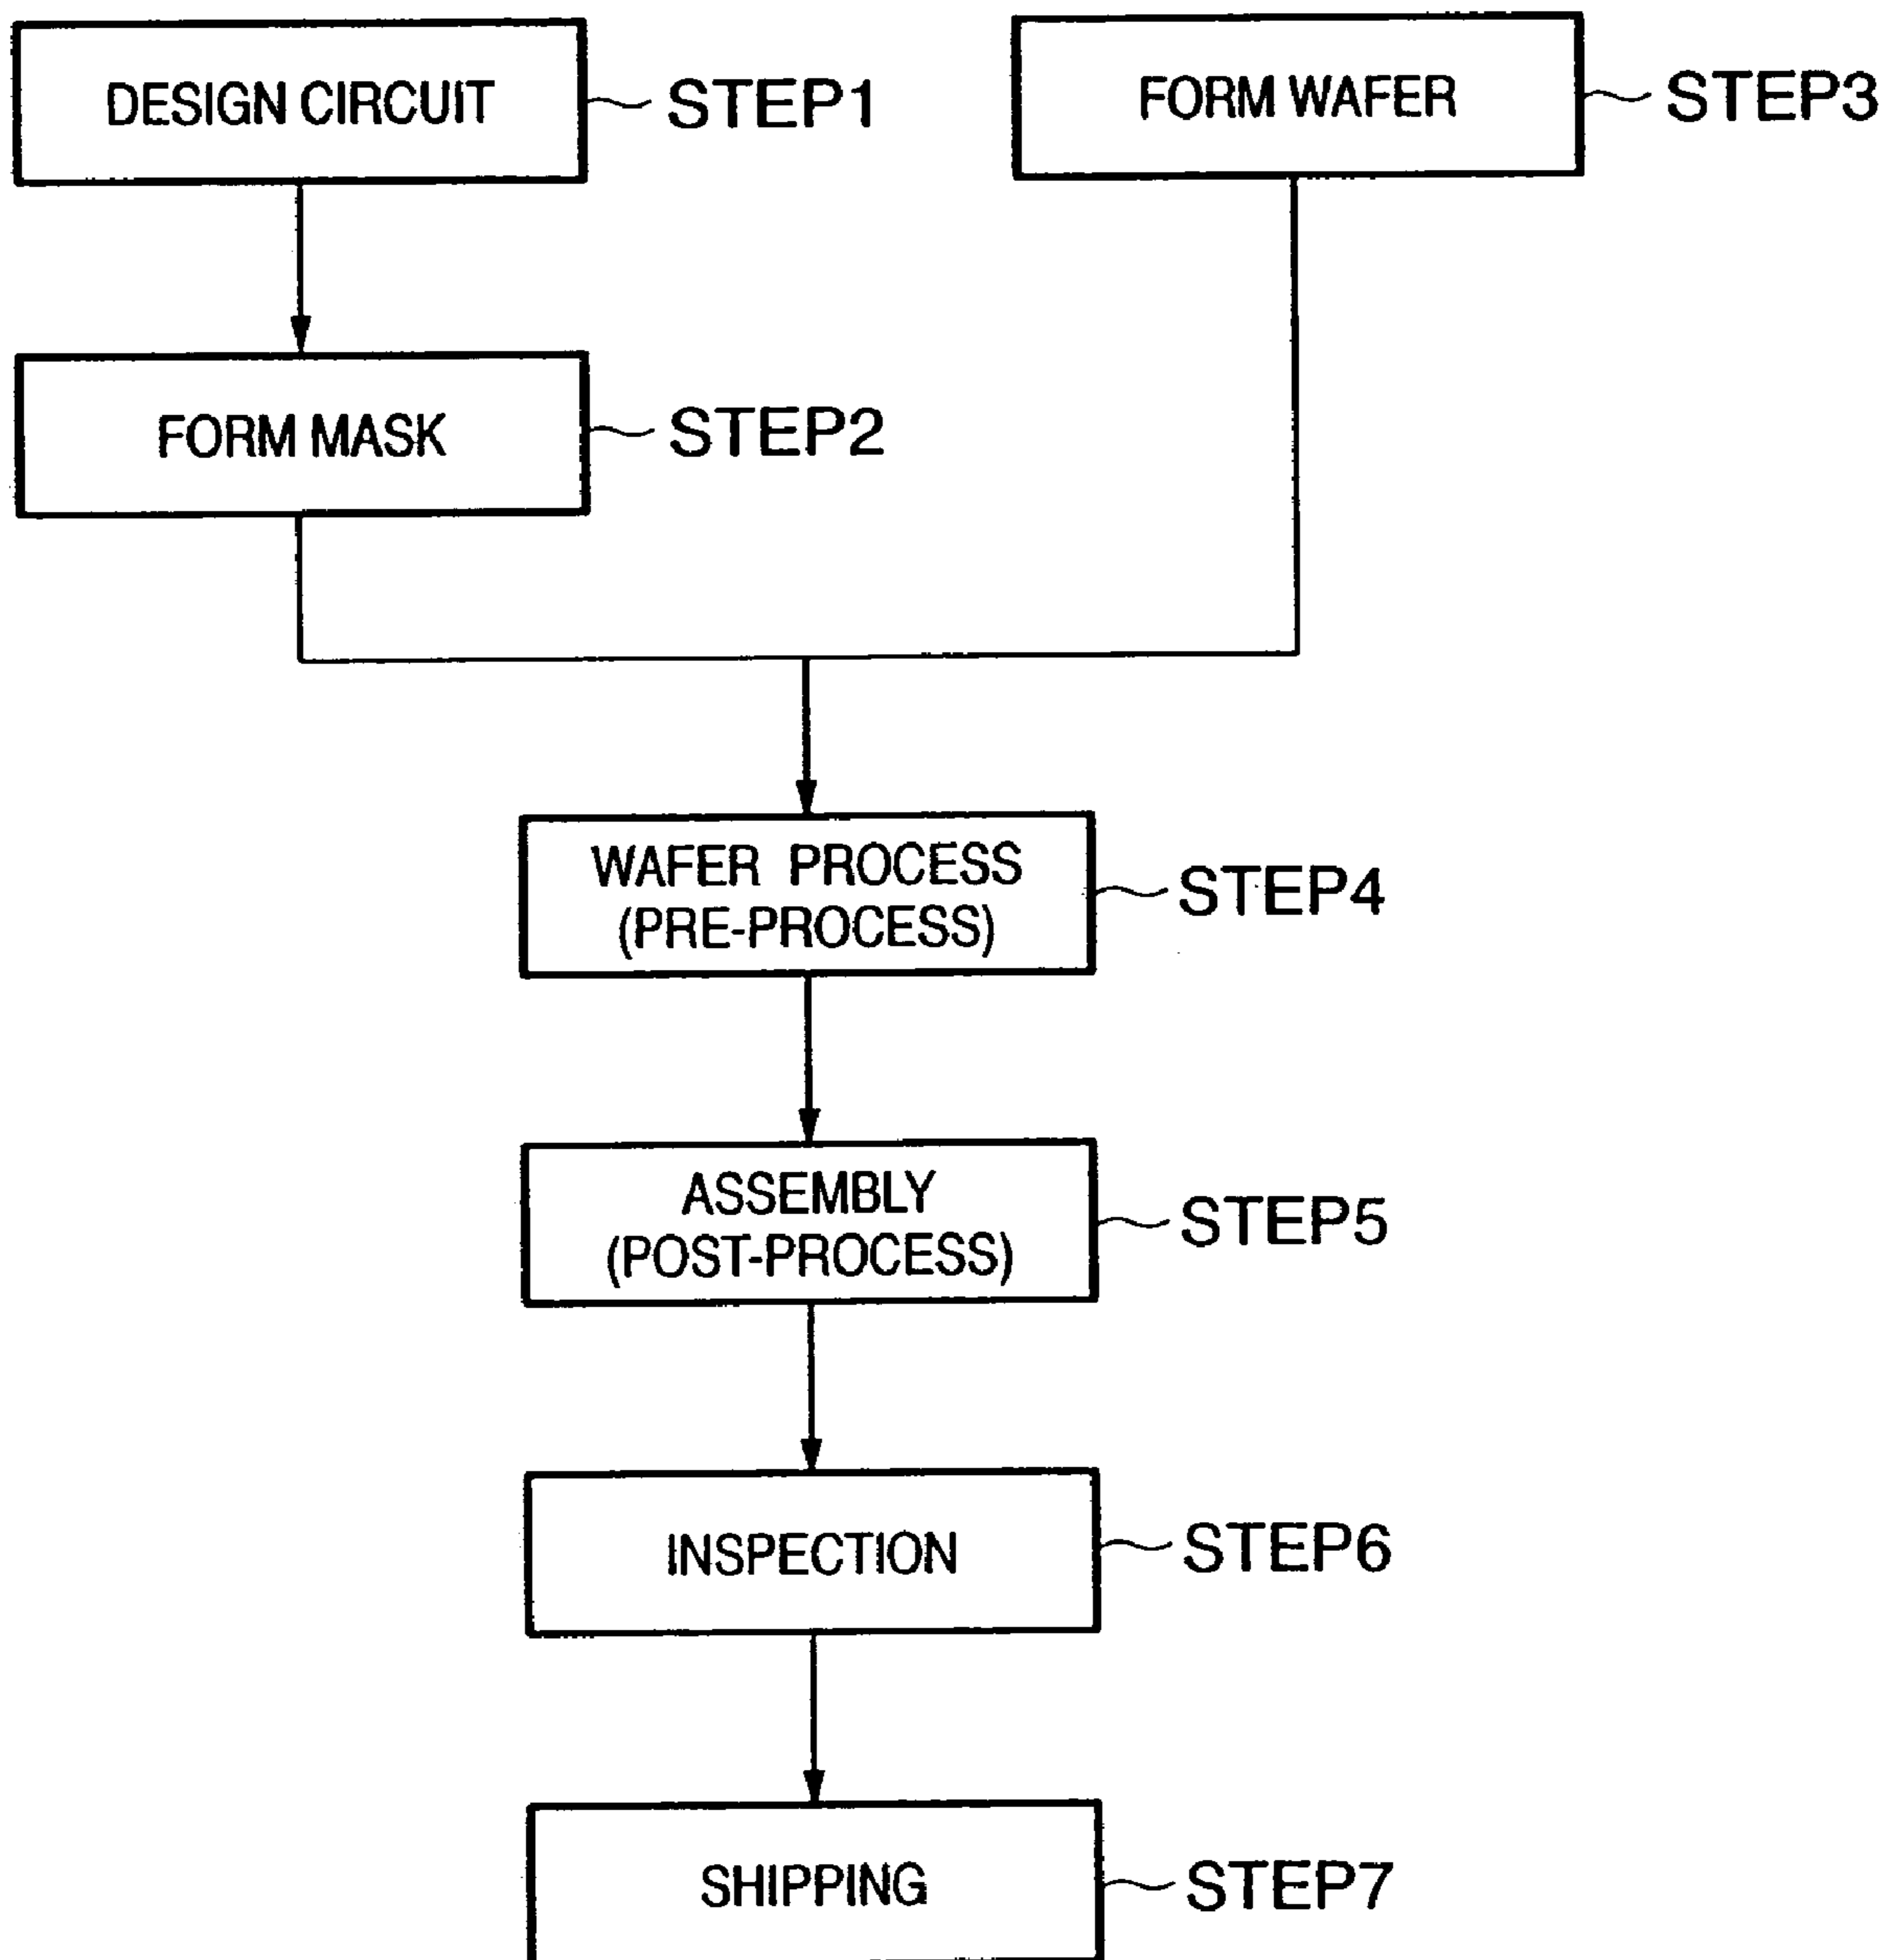 DESIGN CIRCUIT
STEP1
FORM WAFER
STEP3
FORM MASK
STEP2
WAFER PROCESS
(PRE-PROCESS)
STEP4
ASSEMBLY
(POST-PROCESS)
STEP5
INSPECTION
STEP6
SHIPPING
STEP7